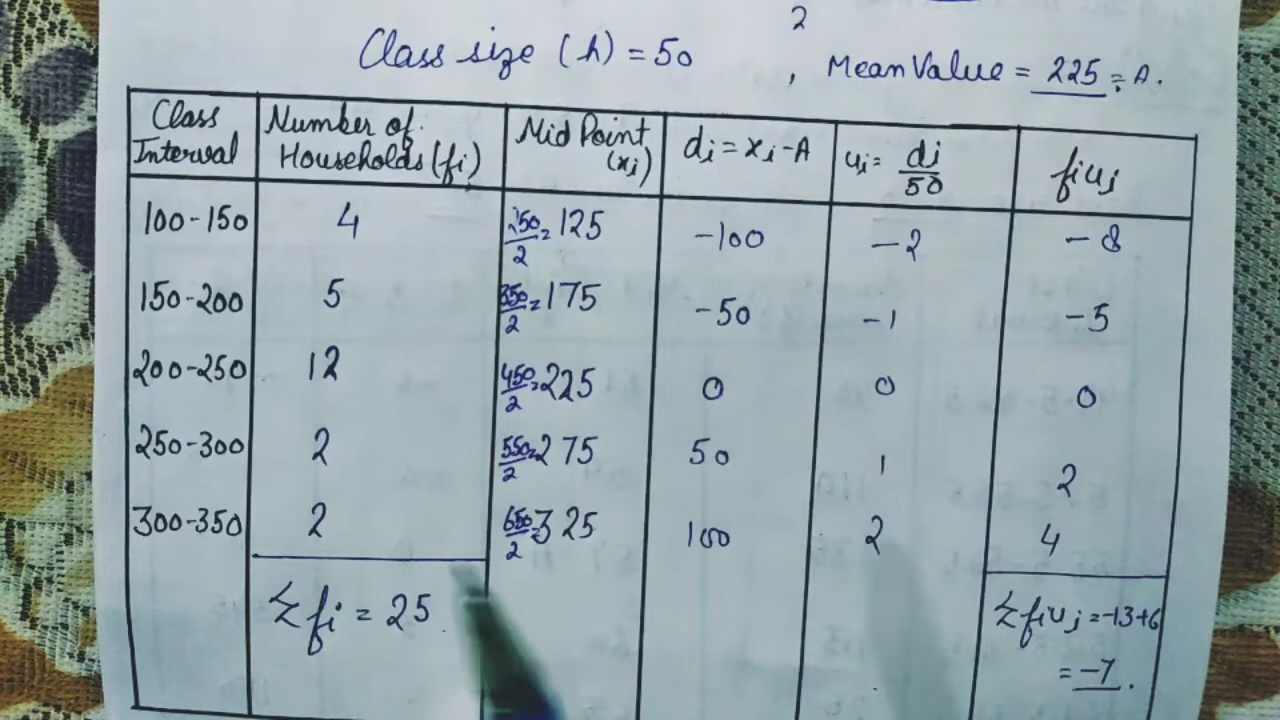 2
Class size (h) = 50 , Mean Value = 225 = A.
Class Interval | Number of Households (fi) | Mid Point (xi) | di = xi - A | ui = di/50 | fiui
100-150 | 4 | 250/2 = 125 | -100 | -2 | -8
150-200 | 5 | 350/2 = 175 | -50 | -1 | -5
200-250 | 12 | 450/2 = 225 | 0 | 0 | 0
250-300 | 2 | 550/2 = 275 | 50 | 1 | 2
300-350 | 2 | 650/2 = 325 | 100 | 2 | 4
Σfi = 25 | Σfiui = -13+6
= -7.